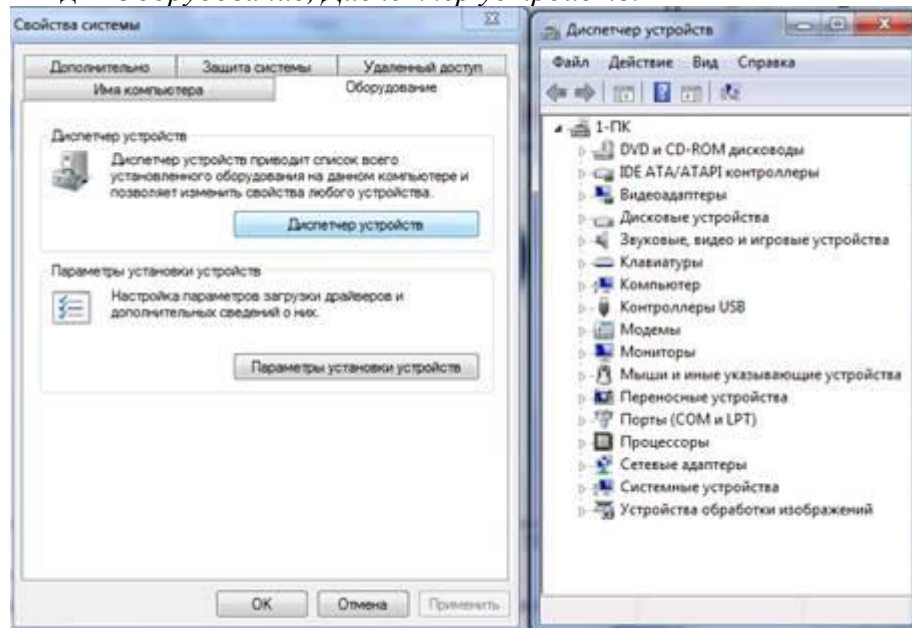 Оборудование, Диспетчер устройств.
Свойства системы
Дополнительно Защита системы Удаленный доступ
Имя компьютера Оборудование
Диспетчер устройств
Диспетчер устройств приводит список всего
установленного оборудования на данном компьютере и
позволяет изменить свойства любого устройства.
Диспетчер устройств
Параметры установки устройств
Настройка параметров загрузки драйверов и
дополнительных сведений о них.
Параметры установки устройств
ОК Отмена Применить
Диспетчер устройств
Файл Действие Вид Справка
1-ПК
DVD и CD-ROM дисководы
IDE ATA/ATAPI контроллеры
Видеоадаптеры
Дисковые устройства
Звуковые, видео и игровые устройства
Клавиатуры
Компьютер
Контроллеры USB
Модемы
Мониторы
Мыши и иные указывающие устройства
Переносные устройства
Порты (COM и LPT)
Процессоры
Сетевые адаптеры
Системные устройства
Устройства обработки изображений